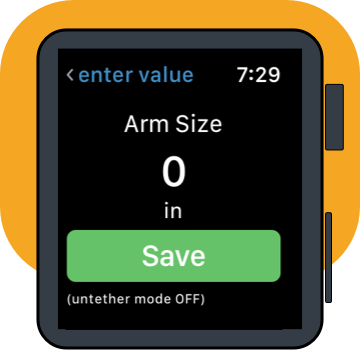 <enter value 7:29
Arm Size
0
in
Save
(untether mode OFF)